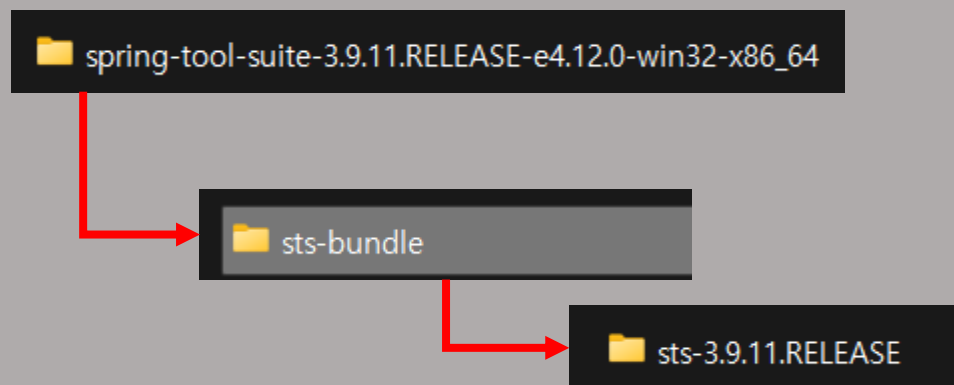 spring-tool-suite-3.9.11.RELEASE-e4.12.0-win32-x86_64
sts-bundle
sts-3.9.11.RELEASE